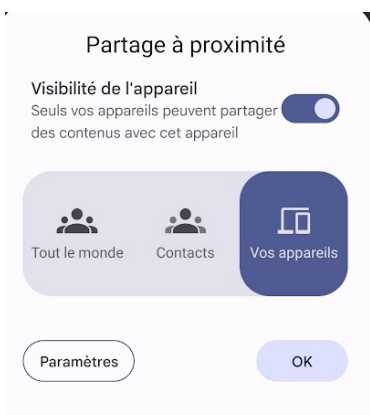 Partage à proximité
Visibilité de l'appareil
Seuls vos appareils peuvent partager
des contenus avec cet appareil
Tout le monde
Contacts
Vos appareils
Paramètres
OK